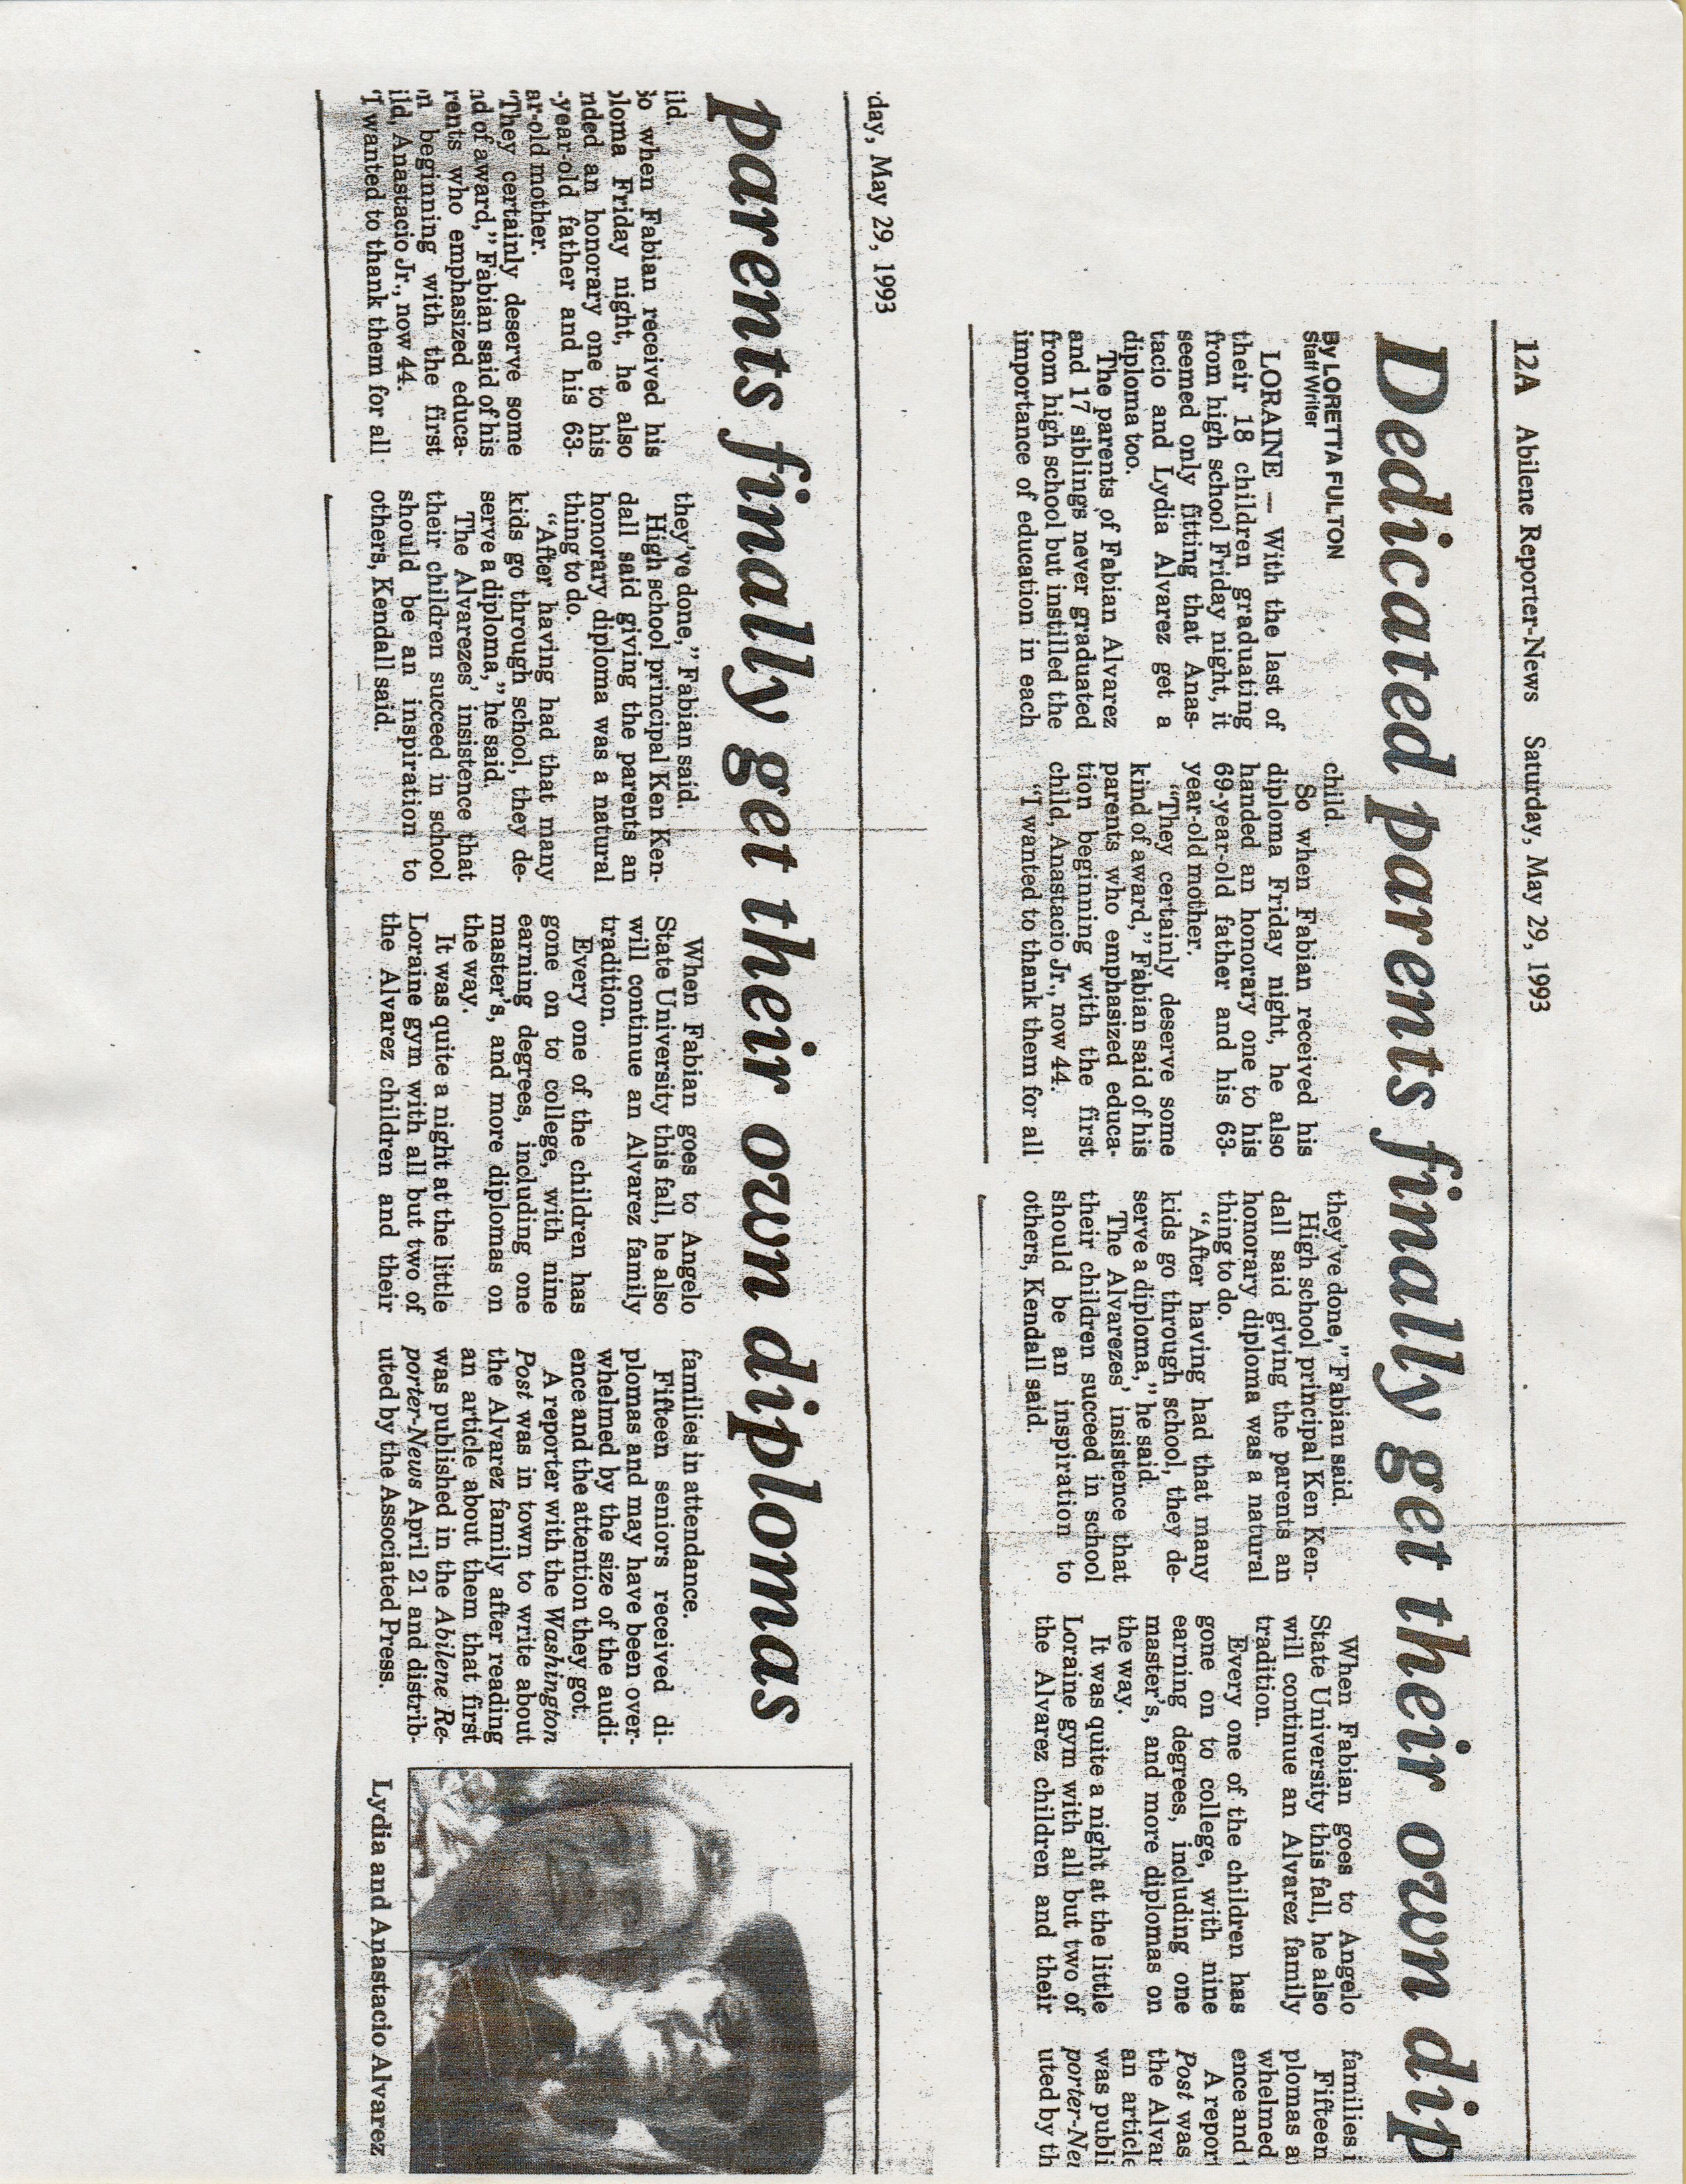 12A Abilene Reporter-News Saturday, May 29, 1993
Dedicated parents finally get their own dip
By LORETTA FULTON
Staff Writer
LORAINE — With the last of
their 18 children graduating
from high school Friday night, it
seemed only fitting that Anas-
tacio and Lydia Alvarez get a
diploma too.
The parents of Fabian Alvarez
and 17 siblings never graduated
from high school but instilled the
importance of education in each
child.
So when Fabian received his
diploma Friday night, he also
handed an honorary one to his
69-year-old father and his 63-
year-old mother.
“They certainly deserve some
kind of award,” Fabian said of his
parents who emphasized educa-
tion beginning with the first
child, Anastacio Jr., now 44.
“I wanted to thank them for all
they've done,” Fabian said.
High school principal Ken Ken-
dall said giving the parents an
honorary diploma was a natural
thing to do.
“After having had that many
kids go through school, they de-
serve a diploma,” he said.
The Alvarezes’ insistence that
their children succeed in school
should be an inspiration to
others, Kendall said.
When Fabian goes to Angelo
State University this fall, he also
will continue an Alvarez family
tradition.
Every one of the children has
gone on to college, with nine
earning degrees, including one
master's, and more diplomas on
the way.
It was quite a night at the little
Loraine gym with all but two of
the Alvarez children and their
families i
Fifteen
plomas a
whelmed
ence and t
A report
Post was
the Alvar
an article
was publi
porter-Ne
uted by th
day, May 29, 1993
parents finally get their own diplomas
ild.
So when Fabian received his
ploma Friday night, he also
nded an honorary one to his
-year-old father and his 63-
ar-old mother.
“They certainly deserve some
nd of award,” Fabian said of his
rents who emphasized educa-
n beginning with the first
ild, Anastacio Jr., now 44.
“I wanted to thank them for all
they've done,” Fabian said.
High school principal Ken Ken-
dall said giving the parents an
honorary diploma was a natural
thing to do.
“After having had that many
kids go through school, they de-
serve a diploma,” he said.
The Alvarezes’ insistence that
their children succeed in school
should be an inspiration to
others, Kendall said.
When Fabian goes to Angelo
State University this fall, he also
will continue an Alvarez family
tradition.
Every one of the children has
gone on to college, with nine
earning degrees, including one
master's, and more diplomas on
the way.
It was quite a night at the little
Loraine gym with all but two of
the Alvarez children and their
families in attendance.
Fifteen seniors received di-
plomas and may have been over-
whelmed by the size of the audi-
ence and the attention they got.
A reporter with the Washington
Post was in town to write about
the Alvarez family after reading
an article about them that first
was published in the Abilene Re-
porter-News April 21 and distrib-
uted by the Associated Press.
Lydia and Anastacio Alvarez